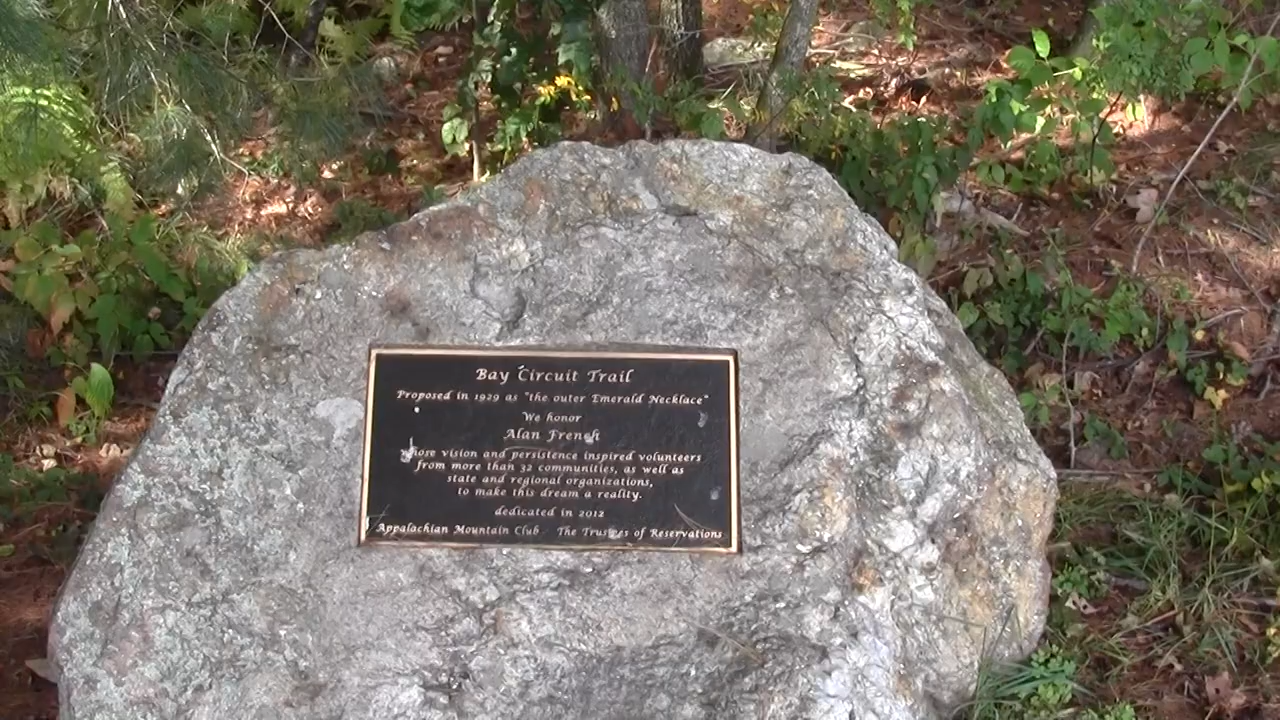 Bay Circuit Trail
Proposed in 1929 as "the outer Emerald Necklace"
We honor
Alan French
whose vision and persistence inspired volunteers
from more than 32 communities, as well as
state and regional organizations,
to make this dream a reality.
dedicated in 2012
Appalachian Mountain Club The Trustees of Reservations